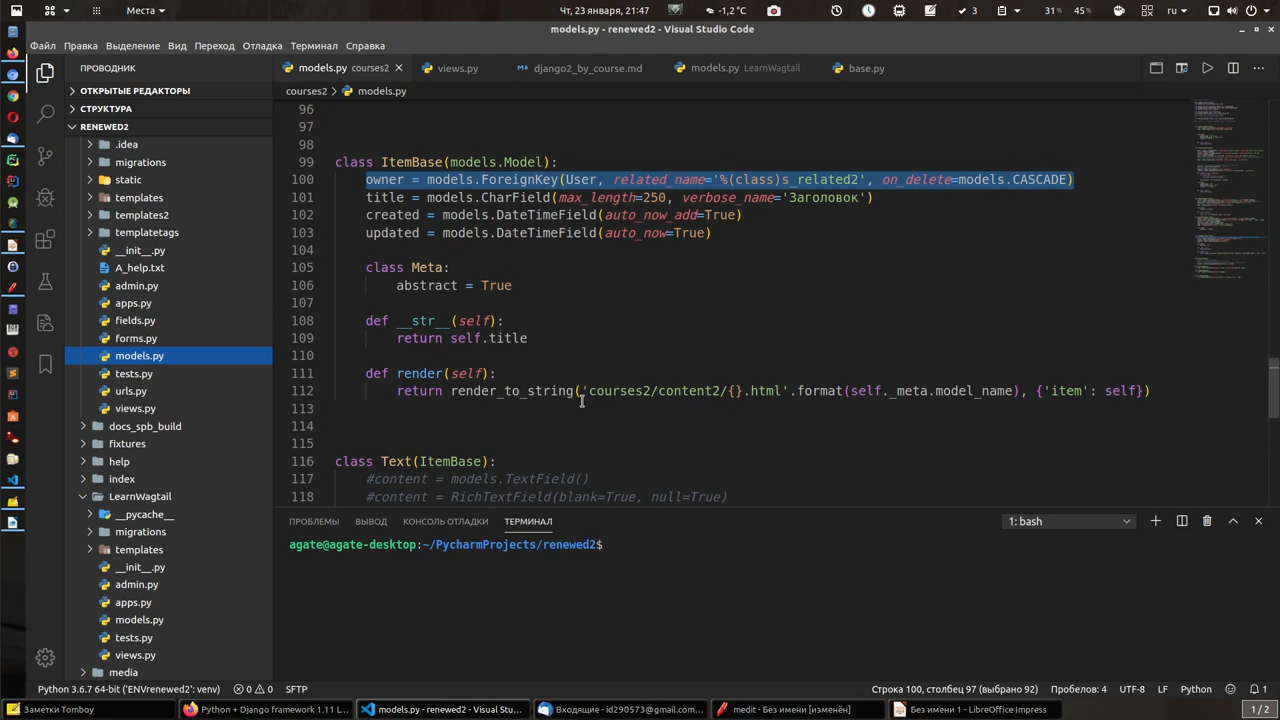 Места
Чт, 23 января • 21:47
-1,2 °C
3
31 %
45 %
ru
models.py - renewed2 - Visual Studio Code
Файл Правка Выделение Вид Переход Отладка Терминал Справка
ПРОВОДНИК
models.py courses2
views.py
django2_by_course.md
models.py LearnWagtail
base.py
ОТКРЫТЫЕ РЕДАКТОРЫ
СТРУКТУРА
RENEWED2
.idea
migrations
static
templates
templates2
templatetags
__init__.py
A_help.txt
admin.py
apps.py
fields.py
forms.py
models.py
tests.py
urls.py
views.py
docs_spb_build
fixtures
help
index
LearnWagtail
__pycache__
migrations
templates
__init__.py
admin.py
apps.py
models.py
tests.py
views.py
media
courses2 > models.py
96
97
98
99 class ItemBase(models.Model):
100 owner = models.ForeignKey(User, related_name='%(class)s_related2', on_delete=models.CASCADE)
101 title = models.CharField(max_length=250, verbose_name='Заголовок')
102 created = models.DateTimeField(auto_now_add=True)
103 updated = models.DateTimeField(auto_now=True)
104
105 class Meta:
106 abstract = True
107
108 def __str__(self):
109 return self.title
110
111 def render(self):
112 return render_to_string('courses2/content2/{}.html'.format(self._meta.model_name), {'item': self})
113
114
115
116 class Text(ItemBase):
117 #content = models.TextField()
118 #content = RichTextField(blank=True, null=True)
ПРОБЛЕМЫ ВЫВОД КОНСОЛЬ ОТЛАДКИ ТЕРМИНАЛ
1: bash
agate@agate-desktop:~/PycharmProjects/renewed2$
Python 3.6.7 64-bit ('ENVrenewed2': venv) 0 0 SFTP
Строка 100, столбец 97 (выбрано 92) Пробелов: 4 UTF-8 LF Python 1
Заметки Tomboy
Python + Django framework 1.11 L...
models.py - renewed2 - Visual Stu...
Входящие - id290573@gmail.com...
medit - Без имени [изменён]
Без имени 1 - LibreOffice Impress
1 / 2